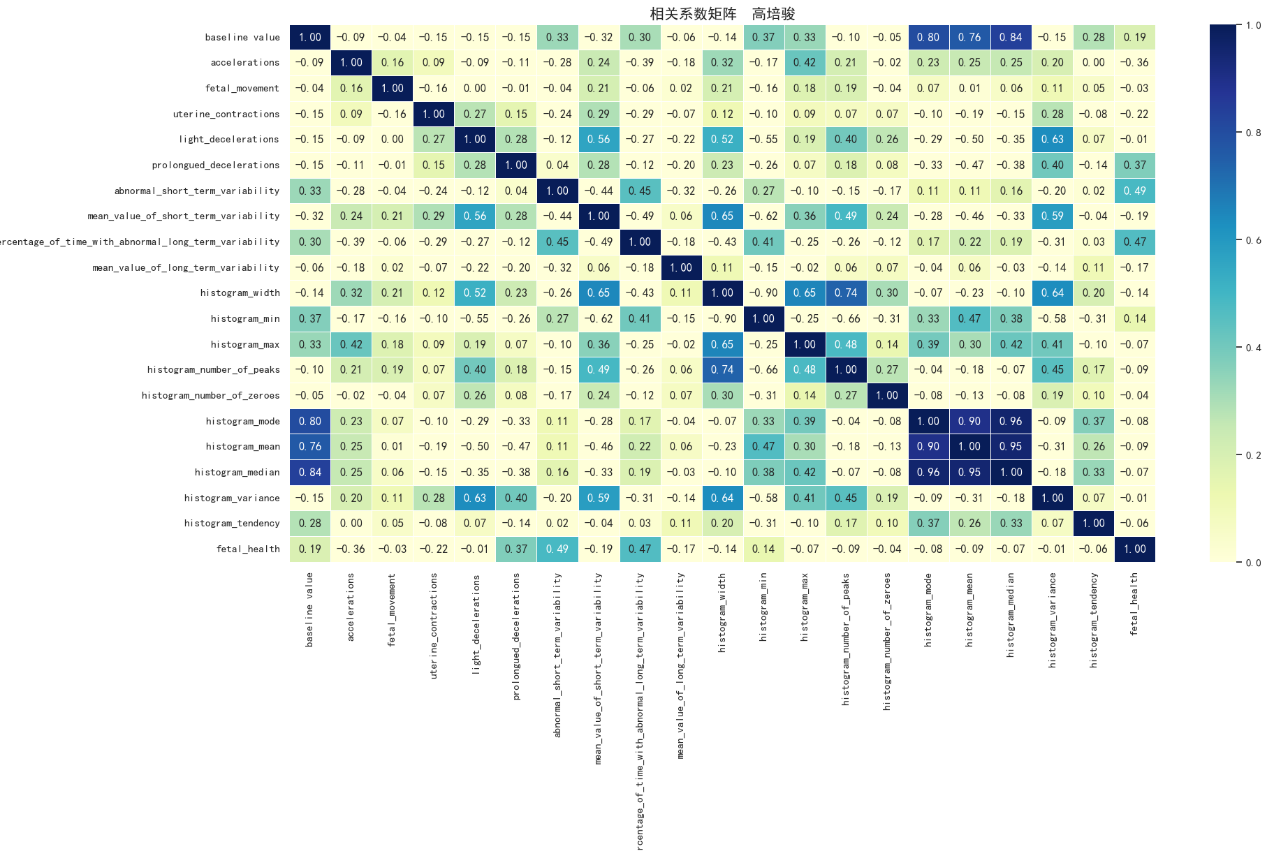 相关系数矩阵 高培骏
baseline value 1.00 -0.09 -0.04 -0.15 -0.15 -0.15 0.33 -0.32 0.30 -0.06 -0.14 0.37 0.33 -0.10 -0.05 0.80 0.76 0.84 -0.15 0.28 0.19
accelerations -0.09 1.00 0.16 0.09 -0.09 -0.11 -0.28 0.24 -0.39 -0.18 0.32 -0.17 0.42 0.21 -0.02 0.23 0.25 0.25 0.20 0.00 -0.36
fetal_movement -0.04 0.16 1.00 -0.16 0.00 -0.01 -0.04 0.21 -0.06 0.02 0.21 -0.16 0.18 0.19 -0.04 0.07 0.01 0.06 0.11 0.05 -0.03
uterine_contractions -0.15 0.09 -0.16 1.00 0.27 0.15 -0.24 0.29 -0.29 -0.07 0.12 -0.10 0.09 0.07 0.07 -0.10 -0.19 -0.15 0.28 -0.08 -0.22
light_decelerations -0.15 -0.09 0.00 0.27 1.00 0.28 -0.12 0.56 -0.27 -0.22 0.52 -0.55 0.19 0.40 0.26 -0.29 -0.50 -0.35 0.63 0.07 -0.01
prolongued_decelerations -0.15 -0.11 -0.01 0.15 0.28 1.00 0.04 0.28 -0.12 -0.20 0.23 -0.26 0.07 0.18 0.08 -0.33 -0.47 -0.38 0.40 -0.14 0.37
abnormal_short_term_variability 0.33 -0.28 -0.04 -0.24 -0.12 0.04 1.00 -0.44 0.45 -0.32 -0.26 0.27 -0.10 -0.15 -0.17 0.11 0.11 0.16 -0.20 0.02 0.49
mean_value_of_short_term_variability -0.32 0.24 0.21 0.29 0.56 0.28 -0.44 1.00 -0.49 0.06 0.65 -0.62 0.36 0.49 0.24 -0.28 -0.46 -0.33 0.59 -0.04 -0.19
rcentage_of_time_with_abnormal_long_term_variability 0.30 -0.39 -0.06 -0.29 -0.27 -0.12 0.45 -0.49 1.00 -0.18 -0.43 0.41 -0.25 -0.26 -0.12 0.17 0.22 0.19 -0.31 0.03 0.47
mean_value_of_long_term_variability -0.06 -0.18 0.02 -0.07 -0.22 -0.20 -0.32 0.06 -0.18 1.00 0.11 -0.15 -0.02 0.06 0.07 -0.04 0.06 -0.03 -0.14 0.11 -0.17
histogram_width -0.14 0.32 0.21 0.12 0.52 0.23 -0.26 0.65 -0.43 0.11 1.00 -0.90 0.65 0.74 0.30 -0.07 -0.23 -0.10 0.64 0.20 -0.14
histogram_min 0.37 -0.17 -0.16 -0.10 -0.55 -0.26 0.27 -0.62 0.41 -0.15 -0.90 1.00 -0.25 -0.66 -0.31 0.33 0.47 0.38 -0.58 -0.31 0.14
histogram_max 0.33 0.42 0.18 0.09 0.19 0.07 -0.10 0.36 -0.25 -0.02 0.65 -0.25 1.00 0.48 0.14 0.39 0.30 0.42 0.41 -0.10 -0.07
histogram_number_of_peaks -0.10 0.21 0.19 0.07 0.40 0.18 -0.15 0.49 -0.26 0.06 0.74 -0.66 0.48 1.00 0.27 -0.04 -0.18 -0.07 0.45 0.17 -0.09
histogram_number_of_zeroes -0.05 -0.02 -0.04 0.07 0.26 0.08 -0.17 0.24 -0.12 0.07 0.30 -0.31 0.14 0.27 1.00 -0.08 -0.13 -0.08 0.19 0.10 -0.04
histogram_mode 0.80 0.23 0.07 -0.10 -0.29 -0.33 0.11 -0.28 0.17 -0.04 -0.07 0.33 0.39 -0.04 -0.08 1.00 0.90 0.96 -0.09 0.37 -0.08
histogram_mean 0.76 0.25 0.01 -0.19 -0.50 -0.47 0.11 -0.46 0.22 0.06 -0.23 0.47 0.30 -0.18 -0.13 0.90 1.00 0.95 -0.31 0.26 -0.09
histogram_median 0.84 0.25 0.06 -0.15 -0.35 -0.38 0.16 -0.33 0.19 -0.03 -0.10 0.38 0.42 -0.07 -0.08 0.96 0.95 1.00 -0.18 0.33 -0.07
histogram_variance -0.15 0.20 0.11 0.28 0.63 0.40 -0.20 0.59 -0.31 -0.14 0.64 -0.58 0.41 0.45 0.19 -0.09 -0.31 -0.18 1.00 0.07 -0.01
histogram_tendency 0.28 0.00 0.05 -0.08 0.07 -0.14 0.02 -0.04 0.03 0.11 0.20 -0.31 -0.10 0.17 0.10 0.37 0.26 0.33 0.07 1.00 -0.06
fetal_health 0.19 -0.36 -0.03 -0.22 -0.01 0.37 0.49 -0.19 0.47 -0.17 -0.14 0.14 -0.07 -0.09 -0.04 -0.08 -0.09 -0.07 -0.01 -0.06 1.00
baseline value
accelerations
fetal_movement
uterine_contractions
light_decelerations
prolongued_decelerations
abnormal_short_term_variability
mean_value_of_short_term_variability
rcentage_of_time_with_abnormal_long_term_variability
mean_value_of_long_term_variability
histogram_width
histogram_min
histogram_max
histogram_number_of_peaks
histogram_number_of_zeroes
histogram_mode
histogram_mean
histogram_median
histogram_variance
histogram_tendency
fetal_health
1.0
0.8
0.6
0.4
0.2
0.0